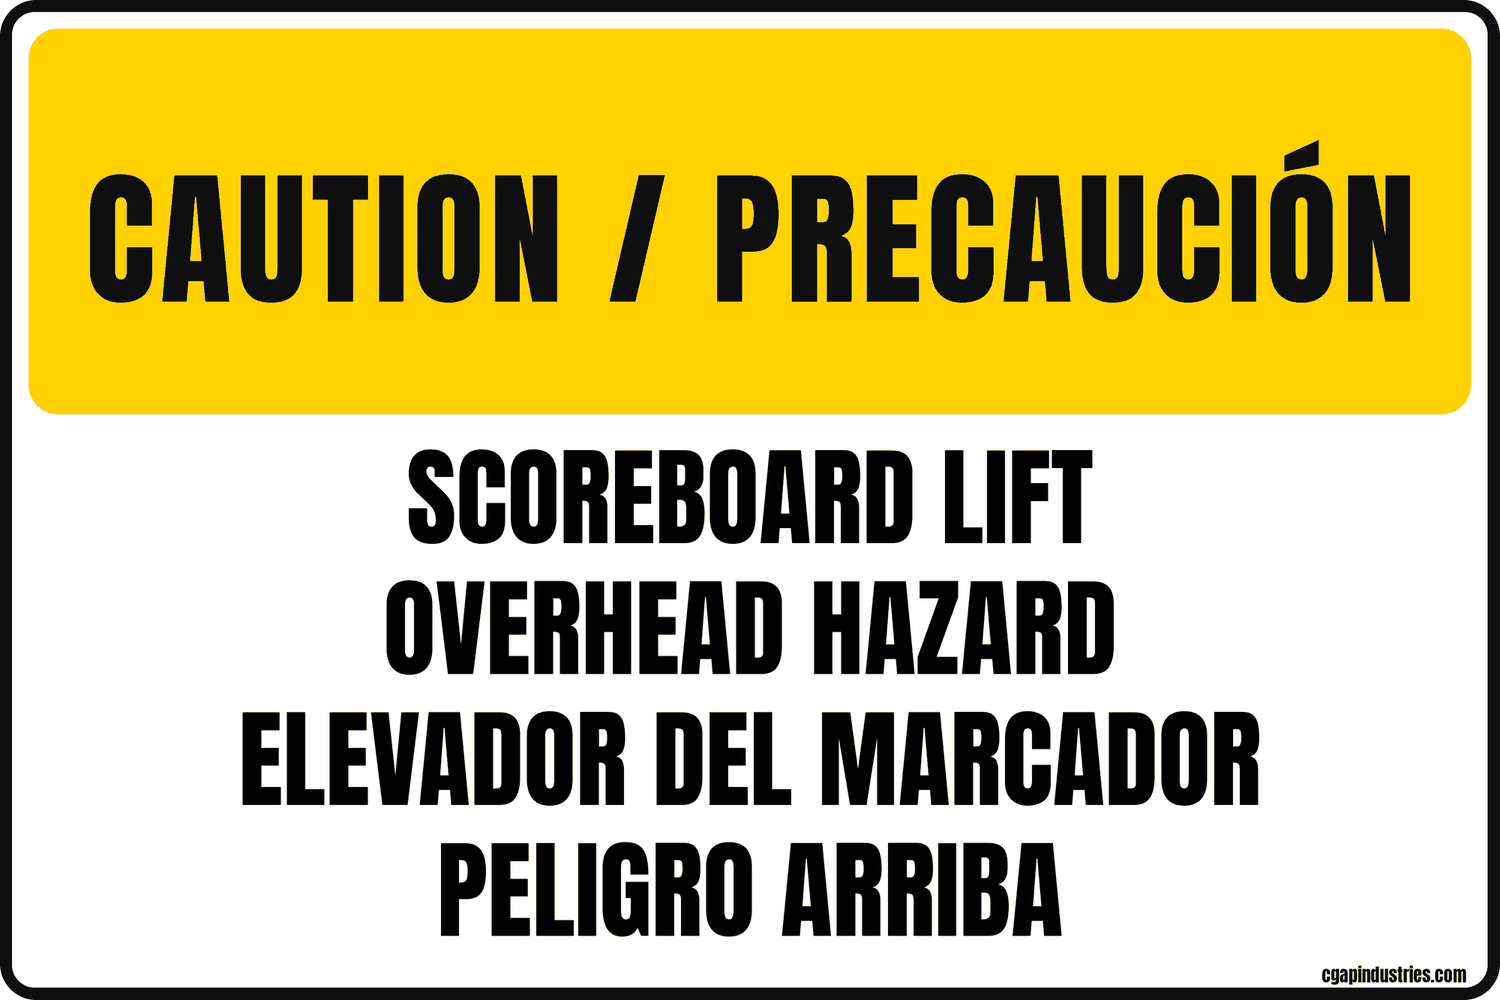 CAUTION / PRECAUCIÓN
SCOREBOARD LIFT
OVERHEAD HAZARD
ELEVADOR DEL MARCADOR
PELIGRO ARRIBA
cgapindustries.com